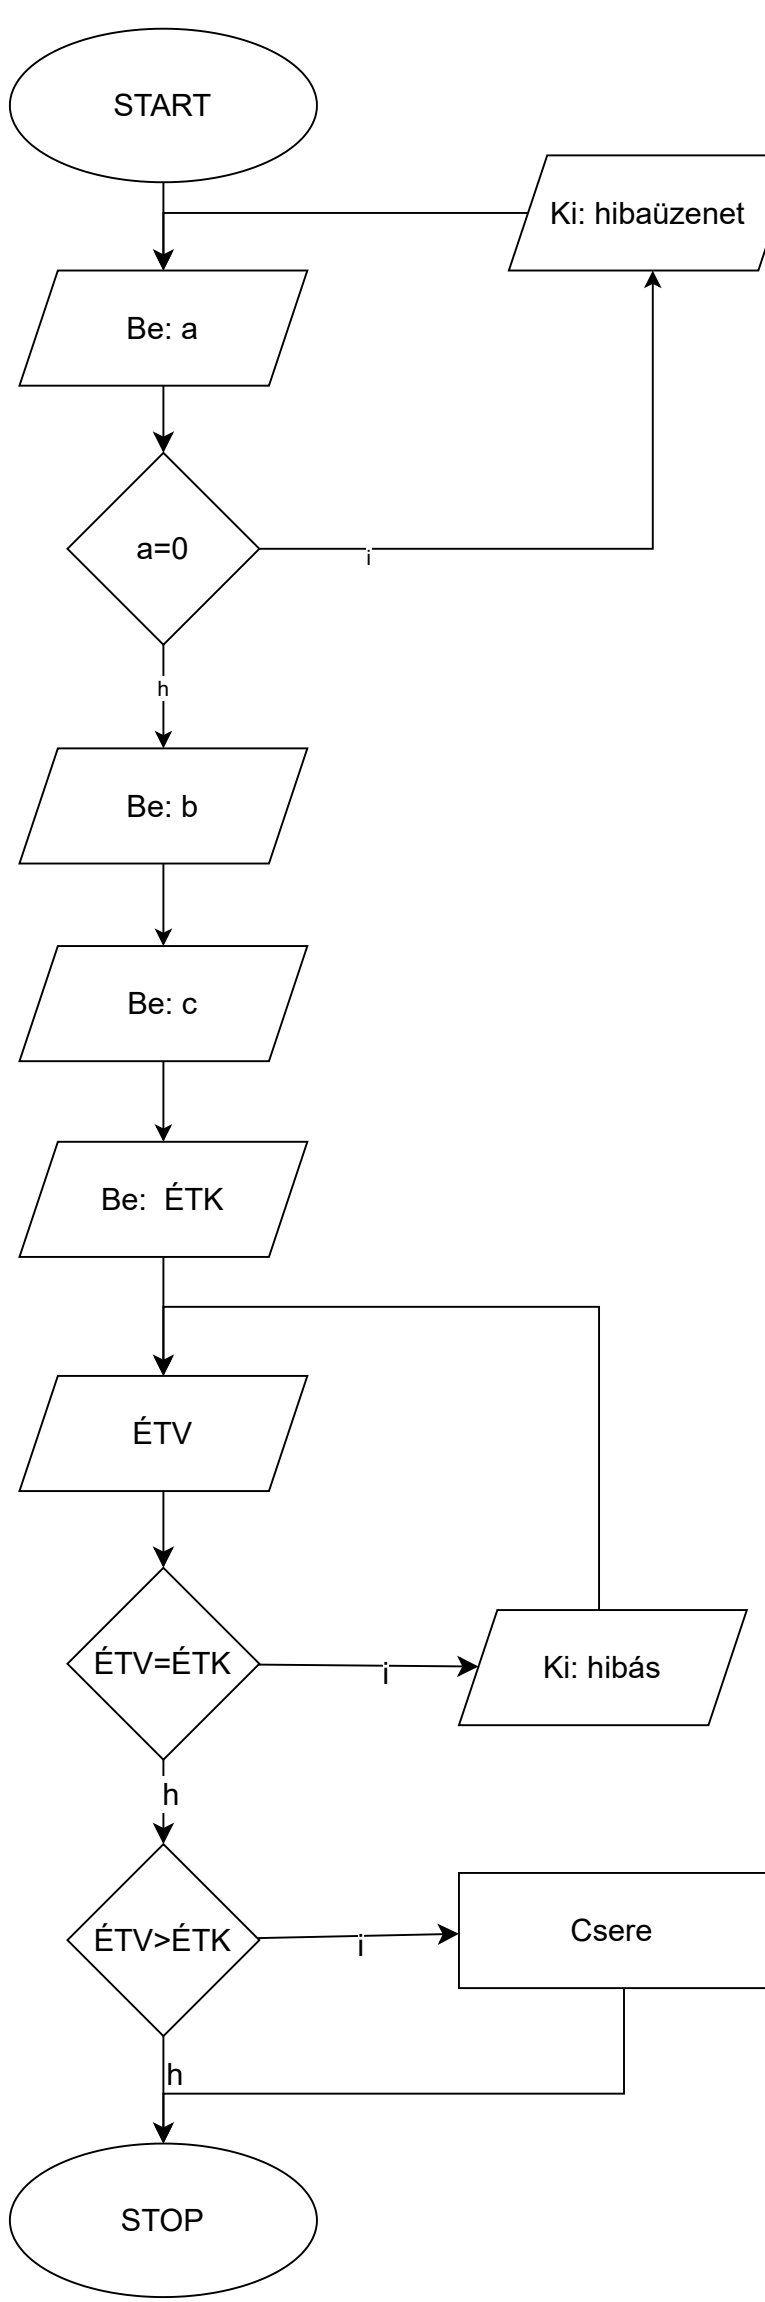 START
Ki: hibaüzenet
Be: a
a=0
i
h
Be: b
Be: c
Be: ÉTK
ÉTV
ÉTV=ÉTK
i
Ki: hibás
h
ÉTV>ÉTK
i
Csere
h
STOP